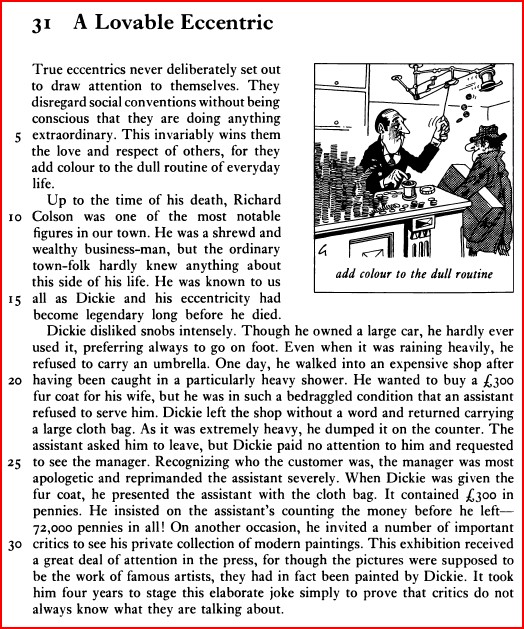 31 A Lovable Eccentric
True eccentrics never deliberately set out
to draw attention to themselves. They
disregard social conventions without being
conscious that they are doing anything
5 extraordinary. This invariably wins them
the love and respect of others, for they
add colour to the dull routine of everyday
life.
Up to the time of his death, Richard
10 Colson was one of the most notable
figures in our town. He was a shrewd and
wealthy business-man, but the ordinary
town-folk hardly knew anything about
this side of his life. He was known to us
15 all as Dickie and his eccentricity had
become legendary long before he died.
add colour to the dull routine
Dickie disliked snobs intensely. Though he owned a large car, he hardly ever
used it, preferring always to go on foot. Even when it was raining heavily, he
refused to carry an umbrella. One day, he walked into an expensive shop after
20 having been caught in a particularly heavy shower. He wanted to buy a £300
fur coat for his wife, but he was in such a bedraggled condition that an assistant
refused to serve him. Dickie left the shop without a word and returned carrying
a large cloth bag. As it was extremely heavy, he dumped it on the counter. The
assistant asked him to leave, but Dickie paid no attention to him and requested
25 to see the manager. Recognizing who the customer was, the manager was most
apologetic and reprimanded the assistant severely. When Dickie was given the
fur coat, he presented the assistant with the cloth bag. It contained £300 in
pennies. He insisted on the assistant's counting the money before he left—
72,000 pennies in all! On another occasion, he invited a number of important
30 critics to see his private collection of modern paintings. This exhibition received
a great deal of attention in the press, for though the pictures were supposed to
be the work of famous artists, they had in fact been painted by Dickie. It took
him four years to stage this elaborate joke simply to prove that critics do not
always know what they are talking about.